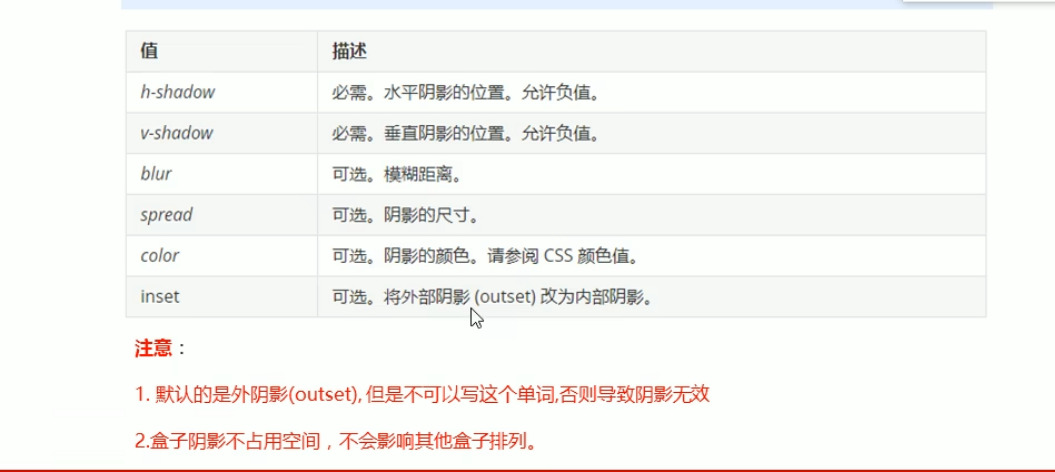 值 描述
h-shadow 必需。水平阴影的位置。允许负值。
v-shadow 必需。垂直阴影的位置。允许负值。
blur 可选。模糊距离。
spread 可选。阴影的尺寸。
color 可选。阴影的颜色。请参阅 CSS 颜色值。
inset 可选。将外部阴影 (outset) 改为内部阴影。
注意：
1. 默认的是外阴影(outset), 但是不可以写这个单词,否则导致阴影无效
2.盒子阴影不占用空间，不会影响其他盒子排列。